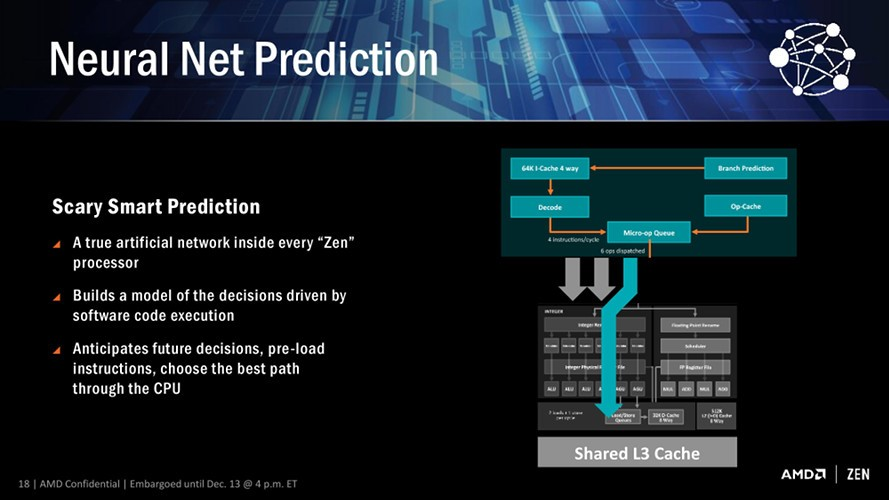 Neural Net Prediction
Scary Smart Prediction
A true artificial network inside every “Zen”
processor
Builds a model of the decisions driven by
software code execution
Anticipates future decisions, pre-load
instructions, choose the best path
through the CPU
64K I-Cache 4 way
Branch Prediction
Decode
Op-Cache
Micro-op Queue
4 instructions/cycle
6 ops dispatched
INTEGER
Floating Point Rename
Scheduler
Integer Physical
File
FP Register File
ALU
ALU
ALU
AGU
AGU
MUL
ADD
MUL
ADD
2 loads + 1 store
per cycle
Load/Store
Queues
32K D-Cache
8 Way
512K
L2 (I+D) Cache
8 Way
Shared L3 Cache
18 | AMD Confidential | Embargoed until Dec. 13 @ 4 p.m. ET
AMD | ZEN